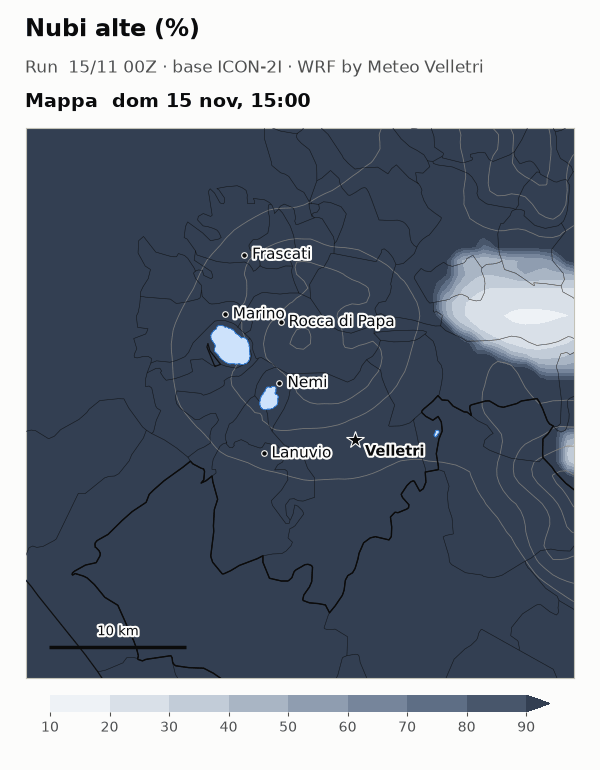 Nubi alte (%)
Run  15/11 00Z · base ICON-2I · WRF by Meteo Velletri
Mappa  dom 15 nov, 15:00
Frascati
Marino
Rocca di Papa
Nemi
Velletri
Lanuvio
10 km
10 20 30 40 50 60 70 80 90